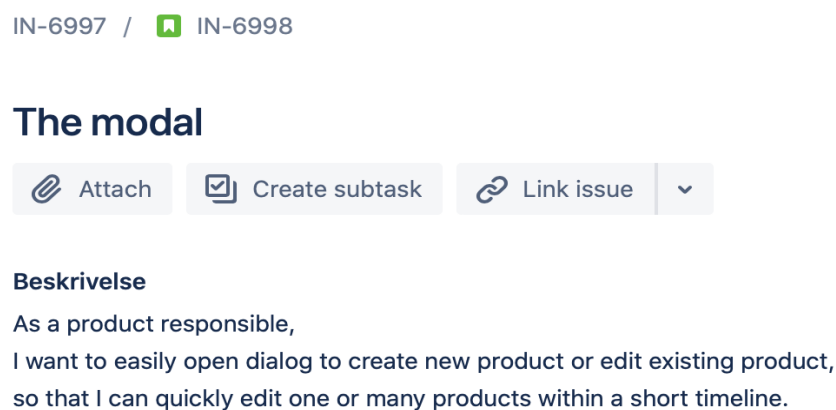 IN-6997 / IN-6998
The modal
Attach Create subtask Link issue
Beskrivelse
As a product responsible,
I want to easily open dialog to create new product or edit existing product,
so that I can quickly edit one or many products within a short timeline.